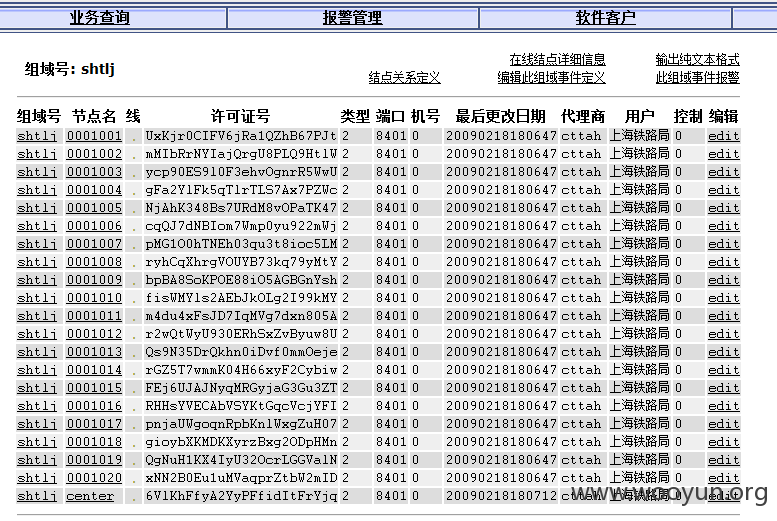 业务查询 报警管理 软件客户
组域号: shtlj
在线结点详细信息 输出纯文本格式
结点关系定义 编辑此组域事件定义 此组域事件报警
组域号 节点名 线 许可证号 类型 端口 机号 最后更改日期 代理商 用户 控制 编辑
shtlj 0001001 . UxKjr0CIFV6jRa1QZhB67PJt 2 8401 0 20090218180647 cttah 上海铁路局 0 edit
shtlj 0001002 . mMIbRrNYIajQrgU8PLQ9HtlW 2 8401 0 20090218180647 cttah 上海铁路局 0 edit
shtlj 0001003 . ycp90ES9l0F3ehvOgnrR5WwU 2 8401 0 20090218180647 cttah 上海铁路局 0 edit
shtlj 0001004 . gFa2YlFk5qTlrTLS7Ax7PZWc 2 8401 0 20090218180647 cttah 上海铁路局 0 edit
shtlj 0001005 . NjAhK348Bs7URdM8vOPaTK47 2 8401 0 20090218180647 cttah 上海铁路局 0 edit
shtlj 0001006 . cqQJ7dNBIom7Wmp0yu922mWj 2 8401 0 20090218180647 cttah 上海铁路局 0 edit
shtlj 0001007 . pMG1O0hTNEh03qu3t8ioc5LM 2 8401 0 20090218180647 cttah 上海铁路局 0 edit
shtlj 0001008 . ryhCqXhrgVOUYB73kq79yMtY 2 8401 0 20090218180647 cttah 上海铁路局 0 edit
shtlj 0001009 . bpBA8SoKPOE88iO5AGBGnYsh 2 8401 0 20090218180647 cttah 上海铁路局 0 edit
shtlj 0001010 . fisWMYls2AEbJkOLg2I99kMY 2 8401 0 20090218180647 cttah 上海铁路局 0 edit
shtlj 0001011 . m4du4xFsJD7IqMVg7dxn805A 2 8401 0 20090218180647 cttah 上海铁路局 0 edit
shtlj 0001012 . r2wQtWyU930ERhSxZvByuw8U 2 8401 0 20090218180647 cttah 上海铁路局 0 edit
shtlj 0001013 . Qs9N35DrQkhn0iDvf0mmOeje 2 8401 0 20090218180647 cttah 上海铁路局 0 edit
shtlj 0001014 . rGZ5T7wmmK04H66xyF2Cybiw 2 8401 0 20090218180647 cttah 上海铁路局 0 edit
shtlj 0001015 . FEj6UJAJNyqMRGyjaG3Gu3ZT 2 8401 0 20090218180647 cttah 上海铁路局 0 edit
shtlj 0001016 . RHHsYVECAbVSYKtGqcVcjYFI 2 8401 0 20090218180647 cttah 上海铁路局 0 edit
shtlj 0001017 . pnjaUWgoqnRpbKnlWxgZuH07 2 8401 0 20090218180647 cttah 上海铁路局 0 edit
shtlj 0001018 . gioybXKMDKXyrzBxg2ODpHMn 2 8401 0 20090218180647 cttah 上海铁路局 0 edit
shtlj 0001019 . QgNuH1KX4IyU32OcrLGGValN 2 8401 0 20090218180647 cttah 上海铁路局 0 edit
shtlj 0001020 . xNN2B0Eu1uMVaqprZtbW2mID 2 8401 0 20090218180647 cttah 上海铁路局 0 edit
shtlj center . 6VlKhFfyA2YyPFfidItFrYjq 2 8401 0 20090218180712 cttah 上海铁路局 0 edit
www.wooyun.org